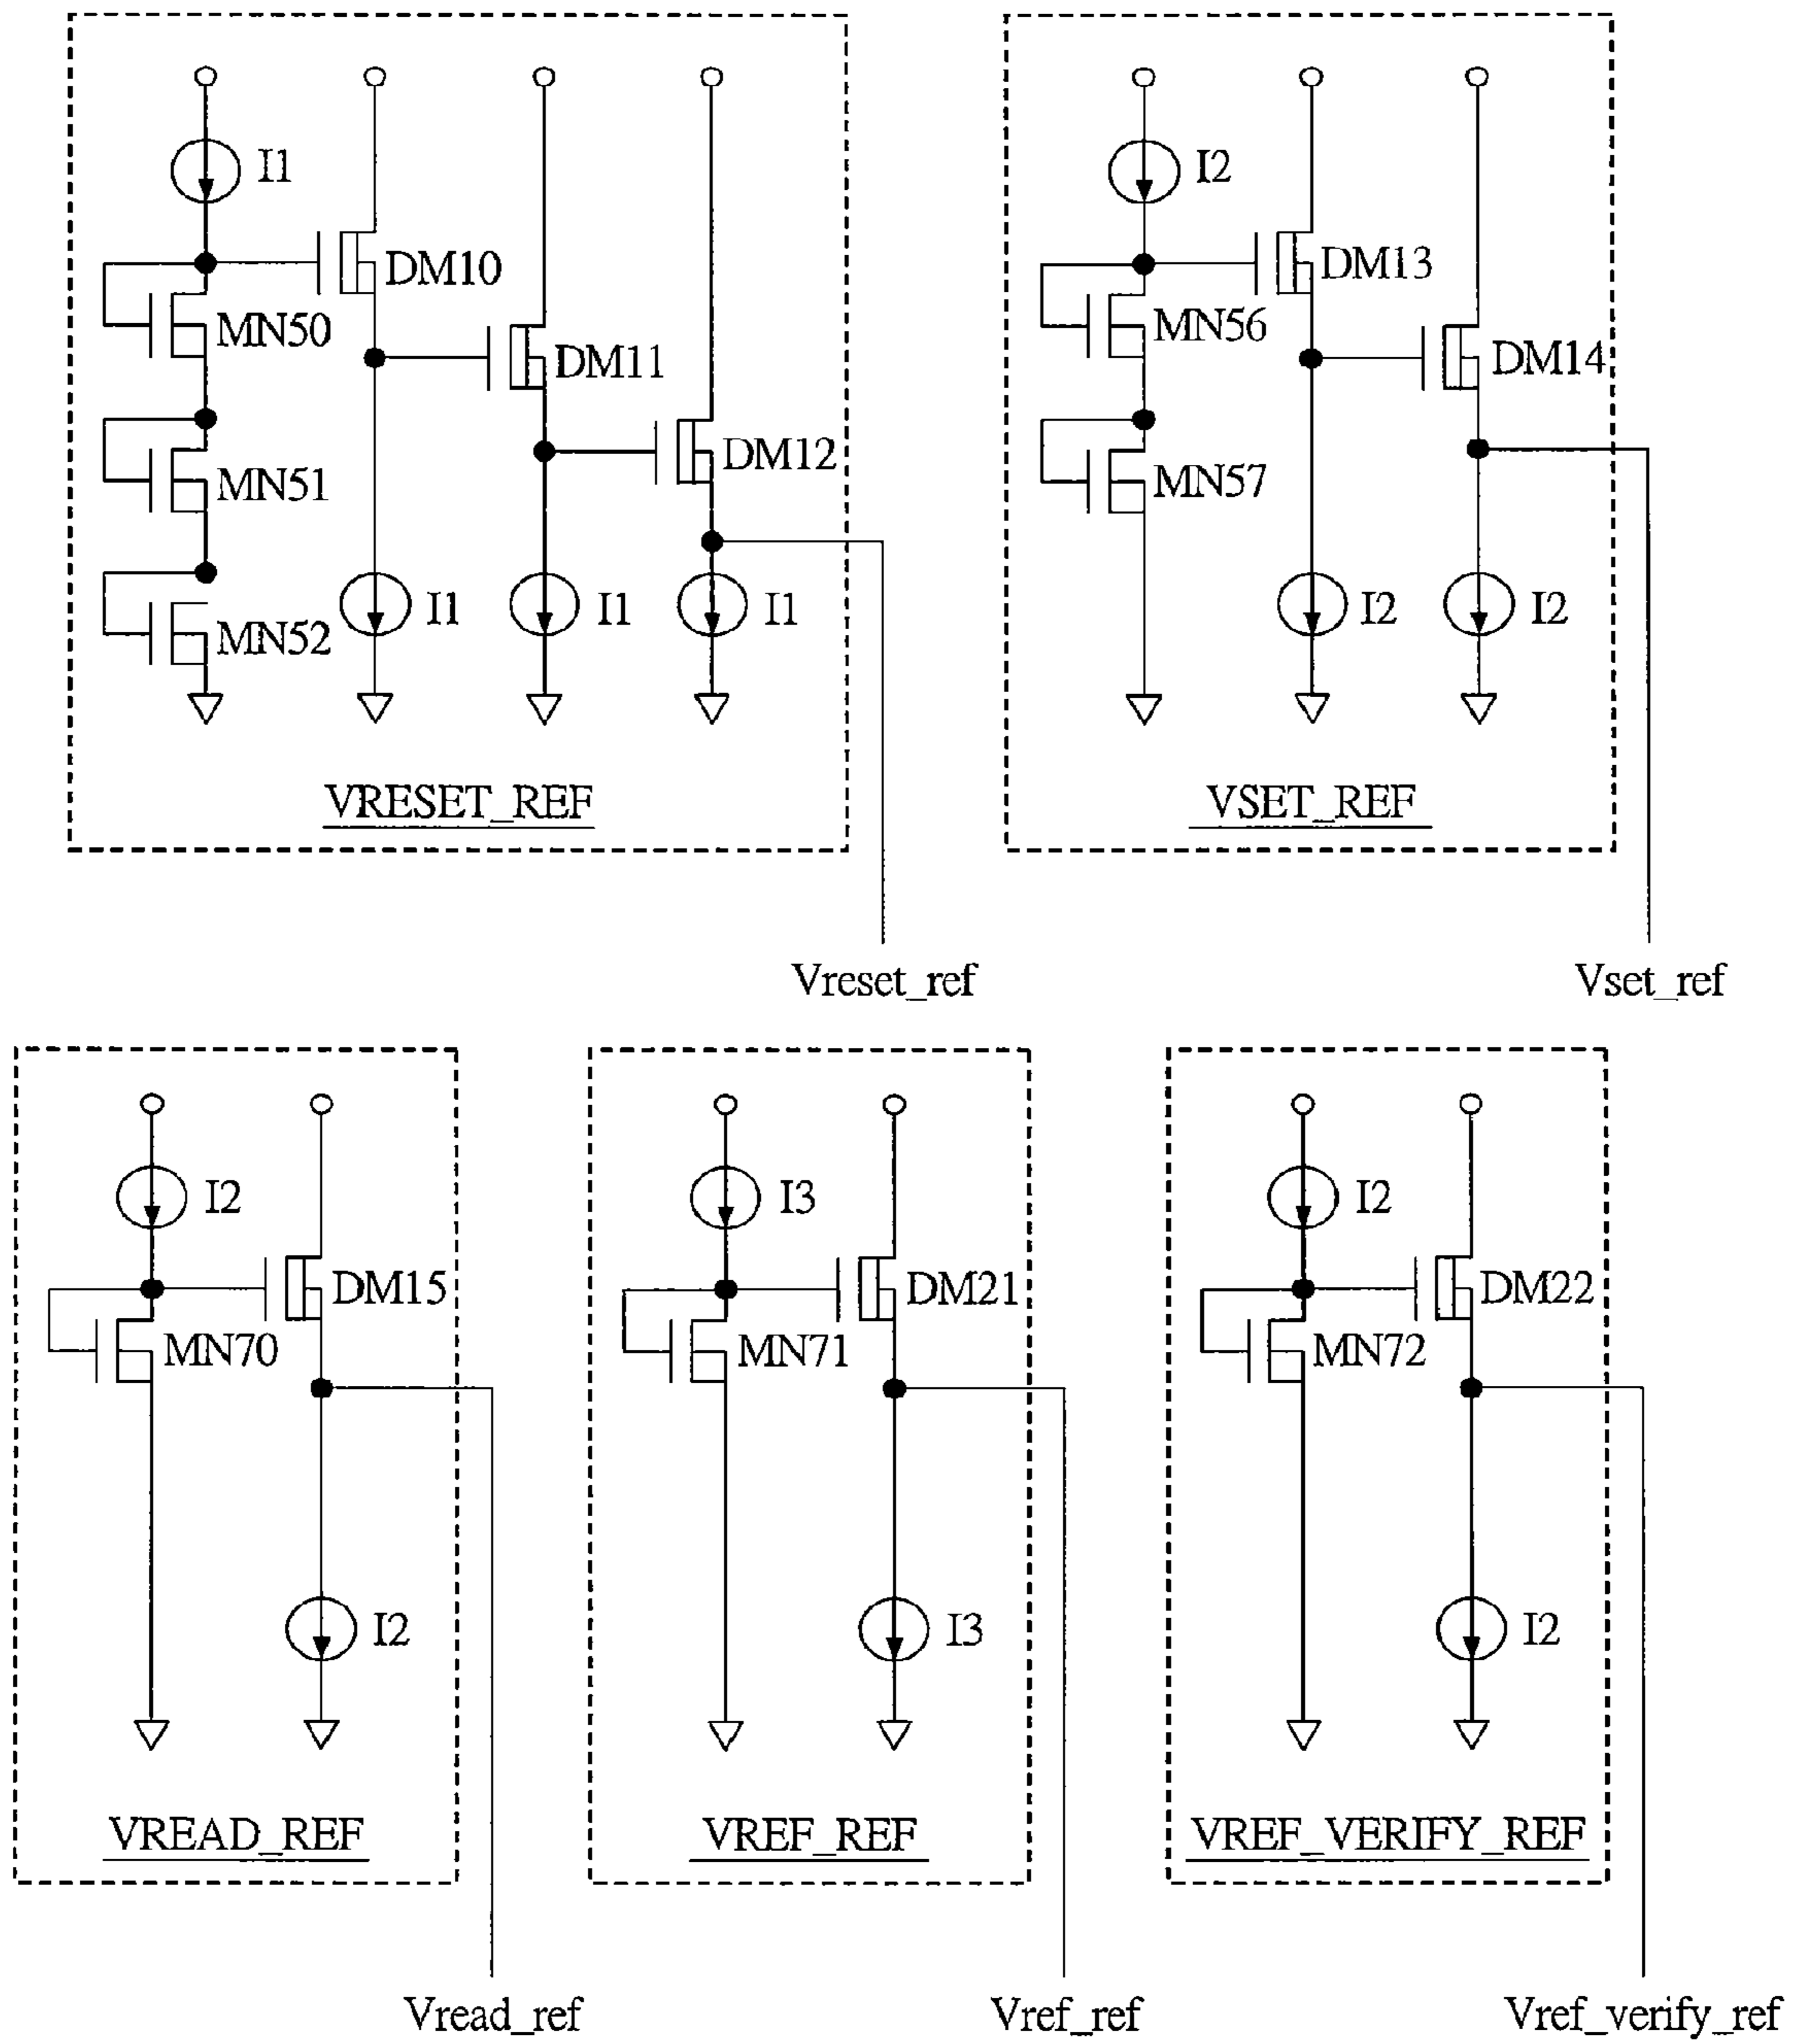 I1
DM10
MN50
DM11
DM12
MN51
MN52
I1
I1
I1
VRESET_REF
Vreset_ref
I2
DM13
MN56
DM14
MN57
I2
I2
VSET_REF
Vset_ref
I2
DM15
MN70
I2
VREAD_REF
Vread_ref
I3
DM21
MN71
I3
VREF_REF
Vref_ref
I2
DM22
MN72
I2
VREF_VERIFY_REF
Vref_verify_ref